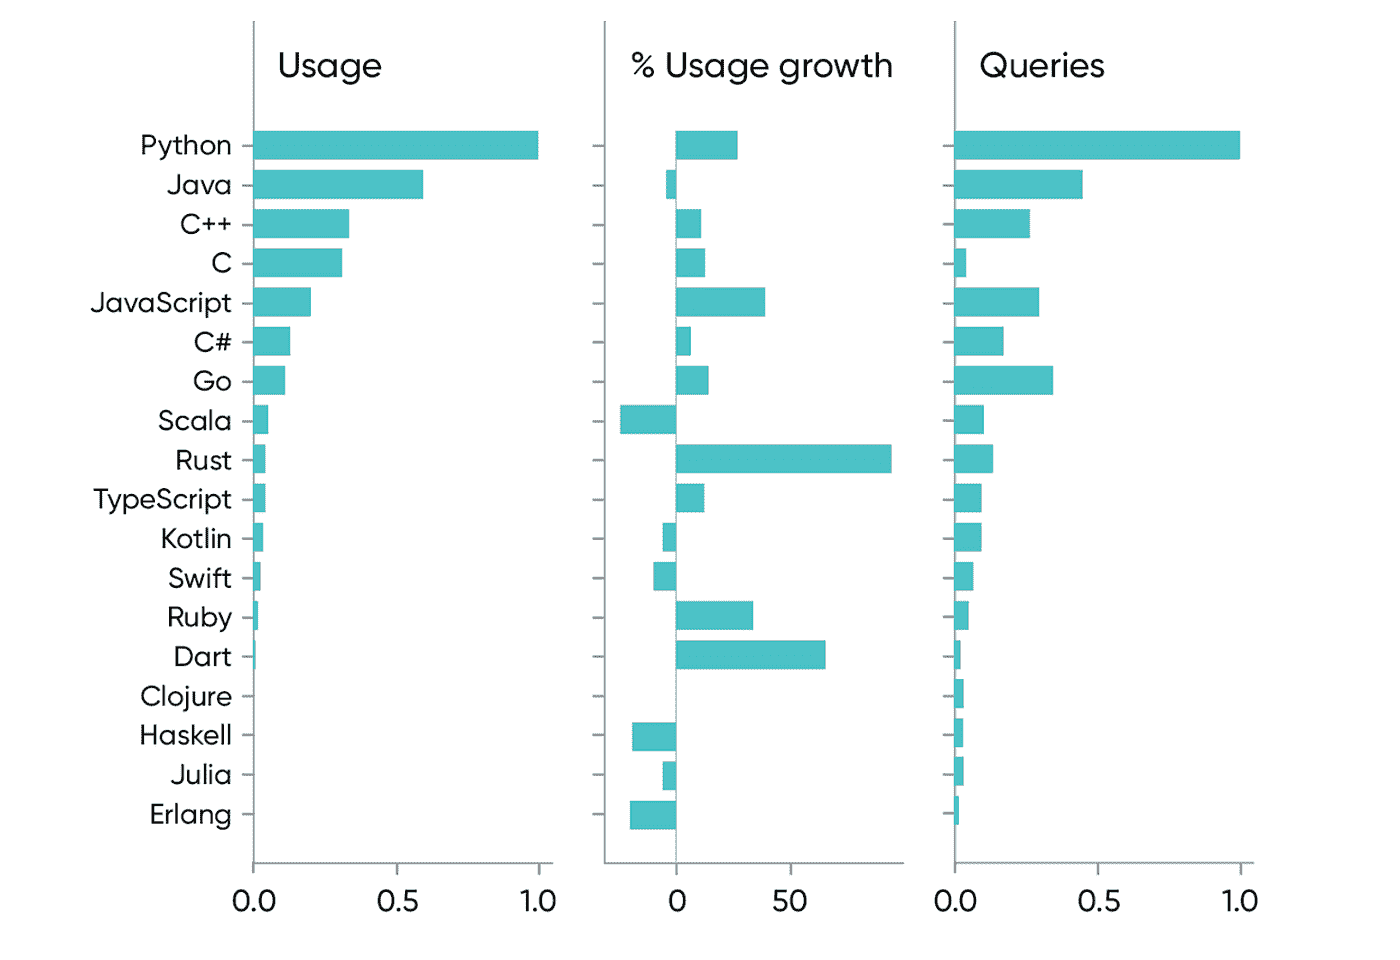 Usage % Usage growth Queries
Python
Java
C++
C
JavaScript
C#
Go
Scala
Rust
TypeScript
Kotlin
Swift
Ruby
Dart
Clojure
Haskell
Julia
Erlang
0.0 0.5 1.0 0 50 0.0 0.5 1.0